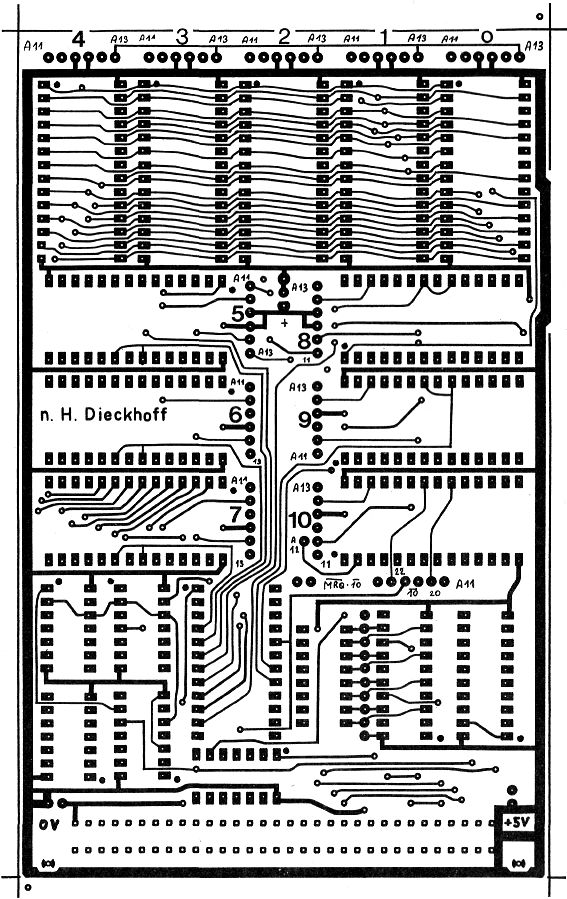 A11 4 A13 A11 3 A13 A11 2 A13 A11 1 A13 A11 0 A13
A11 A13
5 + 8
A13 11
A11 A13
n. H. Dieckhoff 6 9
13 A11
A11 A13
7 10
A
12
13 11
22
MRQ·10 10 20 A11
0V +5V